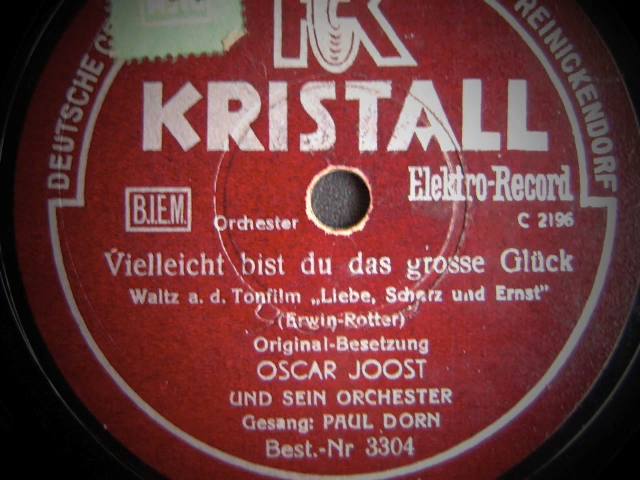 DEUTSCHE
REINICKENDORF
K
KRISTALL
Elektro-Record
B.I.E.M.
Orchester
C 2196
Vielleicht bist du das grosse Glück
Waltz a. d. Tonfilm „Liebe, Scherz und Ernst"
(Erwin-Rotter)
Original-Besetzung
OSCAR JOOST
UND SEIN ORCHESTER
Gesang: PAUL DORN
Best.-Nr 3304